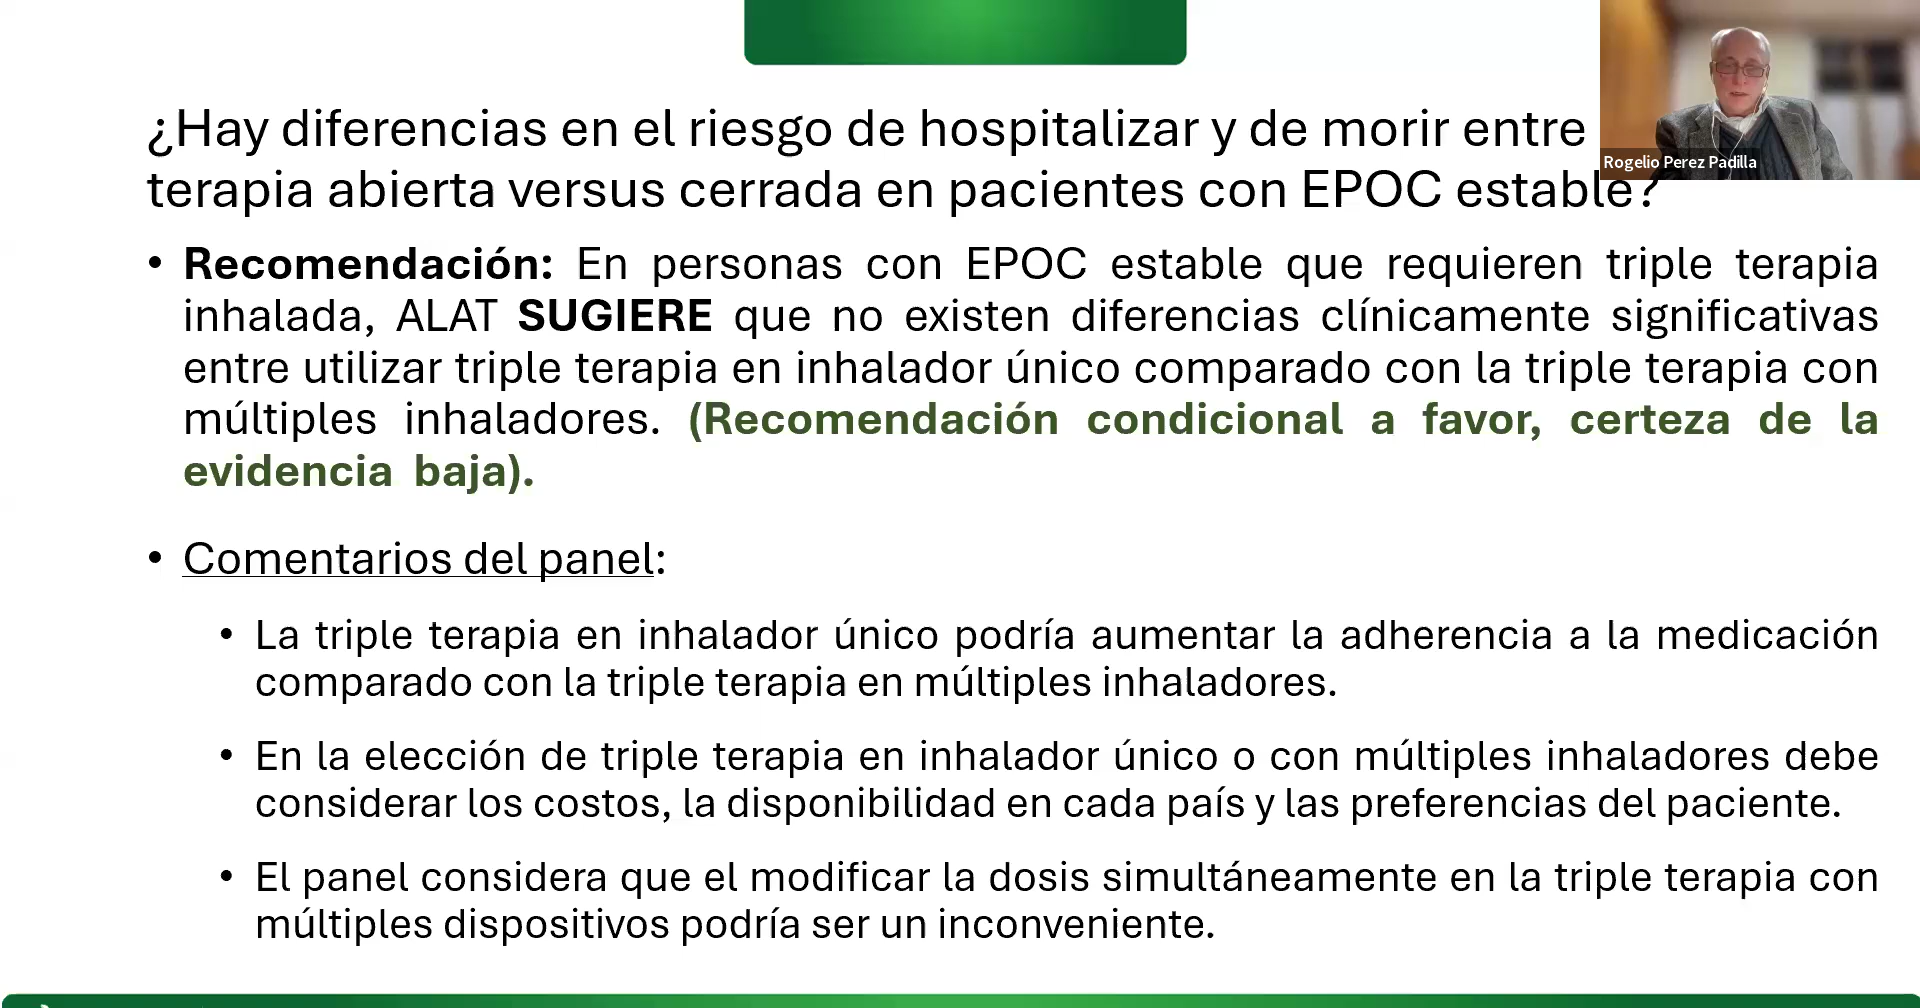 ¿Hay diferencias en el riesgo de hospitalizar y de morir entre
terapia abierta versus cerrada en pacientes con EPOC estable?
Rogelio Perez Padilla
• Recomendación: En personas con EPOC estable que requieren triple terapia
inhalada, ALAT SUGIERE que no existen diferencias clínicamente significativas
entre utilizar triple terapia en inhalador único comparado con la triple terapia con
múltiples inhaladores. (Recomendación condicional a favor, certeza de la
evidencia baja).
• Comentarios del panel:
• La triple terapia en inhalador único podría aumentar la adherencia a la medicación
comparado con la triple terapia en múltiples inhaladores.
• En la elección de triple terapia en inhalador único o con múltiples inhaladores debe
considerar los costos, la disponibilidad en cada país y las preferencias del paciente.
• El panel considera que el modificar la dosis simultáneamente en la triple terapia con
múltiples dispositivos podría ser un inconveniente.